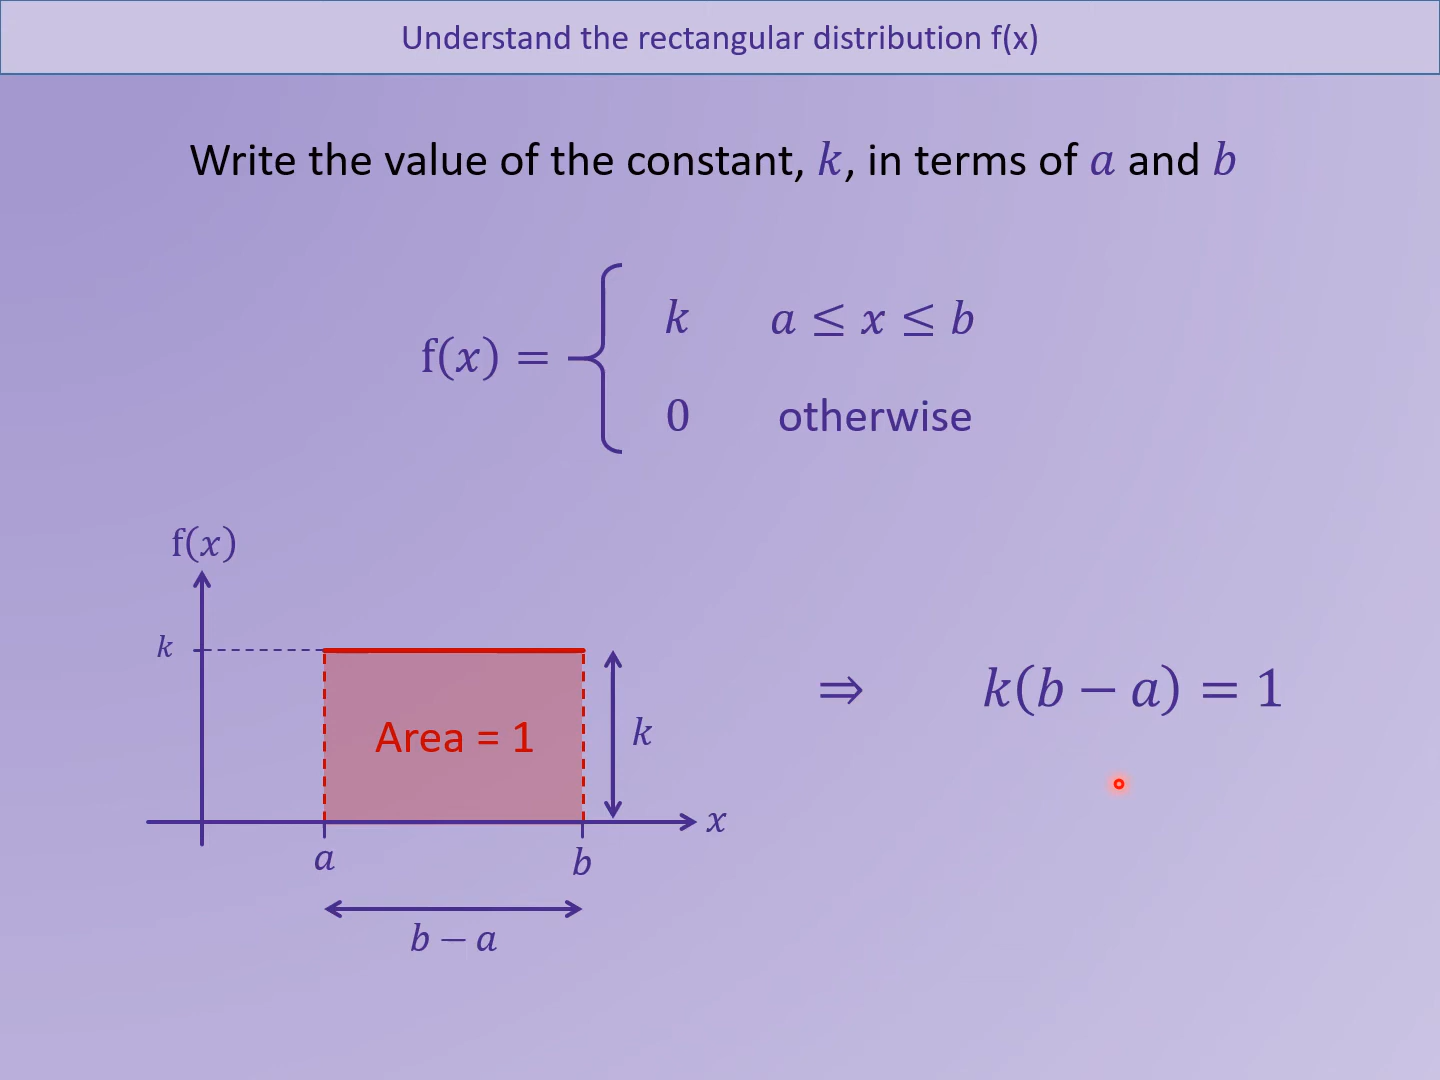 Understand the rectangular distribution f(x)
Write the value of the constant, k, in terms of a and b
k a ≤ x ≤ b
f(x) =
0 otherwise
f(x)
k
Area = 1
k
⇒ k(b − a) = 1
x
a b
b − a